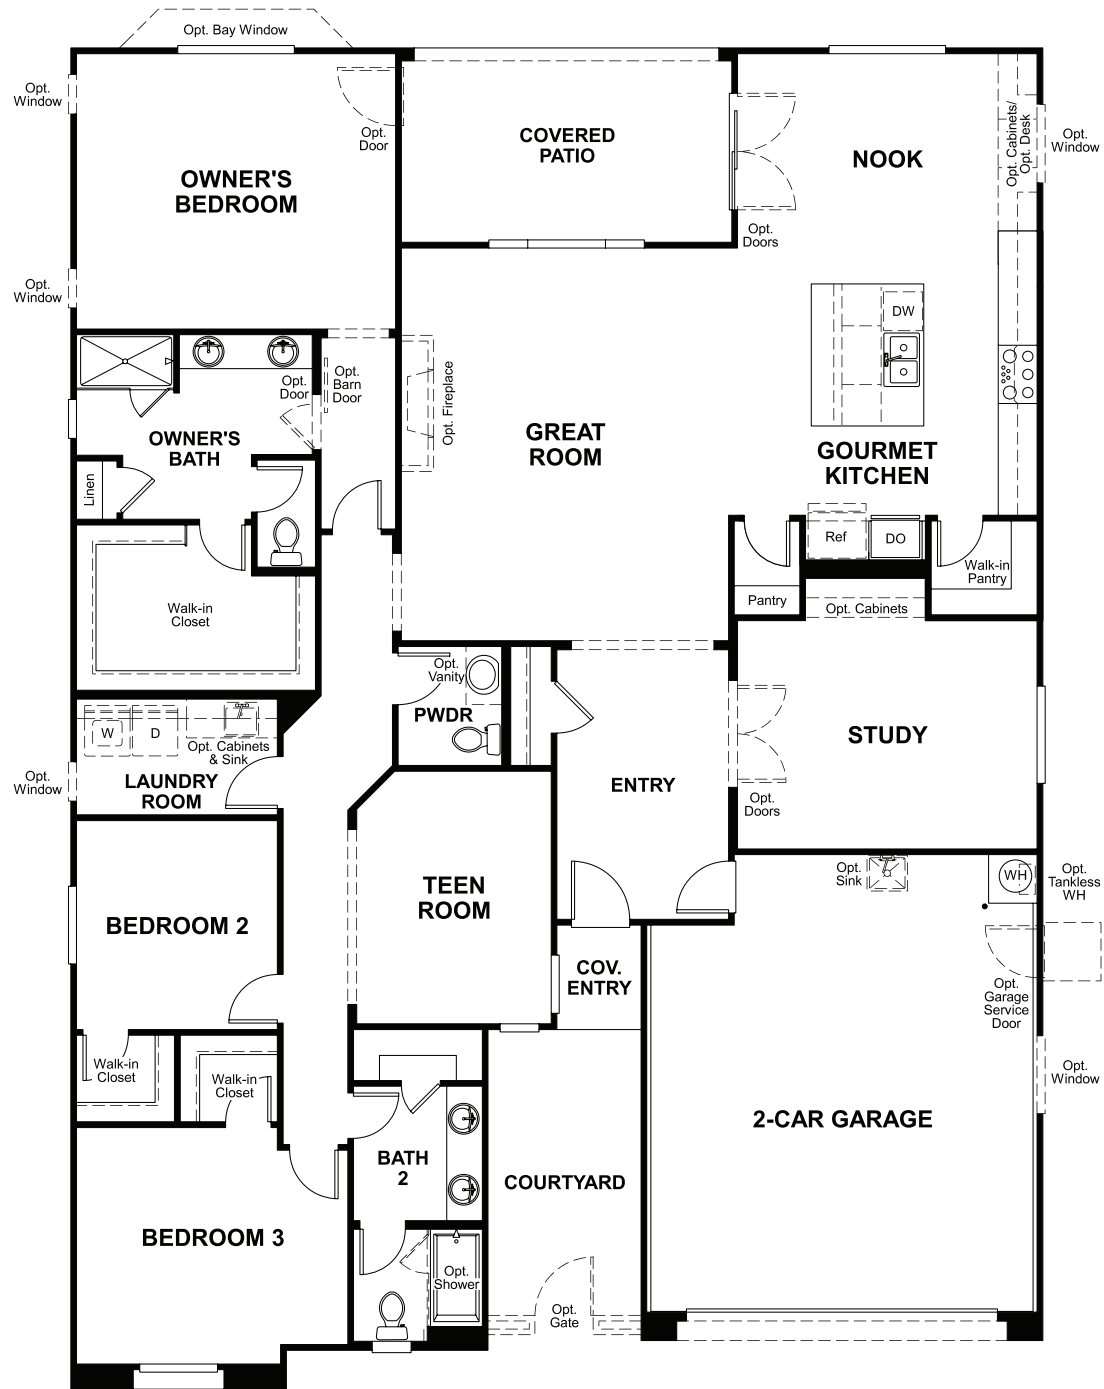 Opt. Bay Window
Opt.
Window
Opt.
Door
OWNER'S
BEDROOM
COVERED
PATIO
NOOK
Opt. Cabinets/
Opt. Desk
Opt.
Window
Opt.
Doors
Opt.
Window
DW
Opt.
Door
Opt.
Barn
Door
Opt. Fireplace
OWNER'S
BATH
Linen
GREAT
ROOM
GOURMET
KITCHEN
Ref
DO
Walk-in
Pantry
Pantry
Opt. Cabinets
Walk-in
Closet
Opt.
Vanity
PWDR
W
D
Opt. Cabinets
& Sink
LAUNDRY
ROOM
Opt.
Window
ENTRY
STUDY
Opt.
Doors
Opt.
Sink
WH
Opt.
Tankless
WH
TEEN
ROOM
BEDROOM 2
COV.
ENTRY
Opt.
Garage
Service
Door
Walk-in
Closet
Walk-in
Closet
Opt.
Window
2-CAR GARAGE
BATH
2
COURTYARD
BEDROOM 3
Opt.
Shower
Opt.
Gate